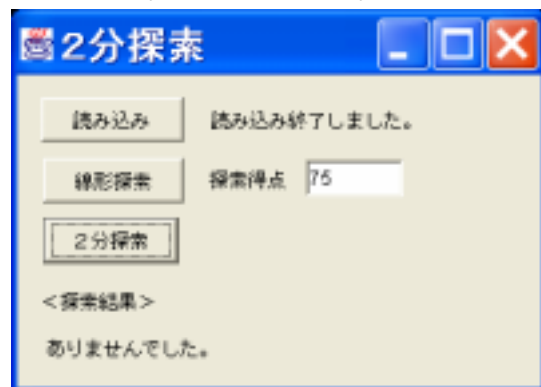 2分探索
読み込み 読み込み終了しました。
線形探索 探索得点 75
2分探索
<探索結果>
ありませんでした。